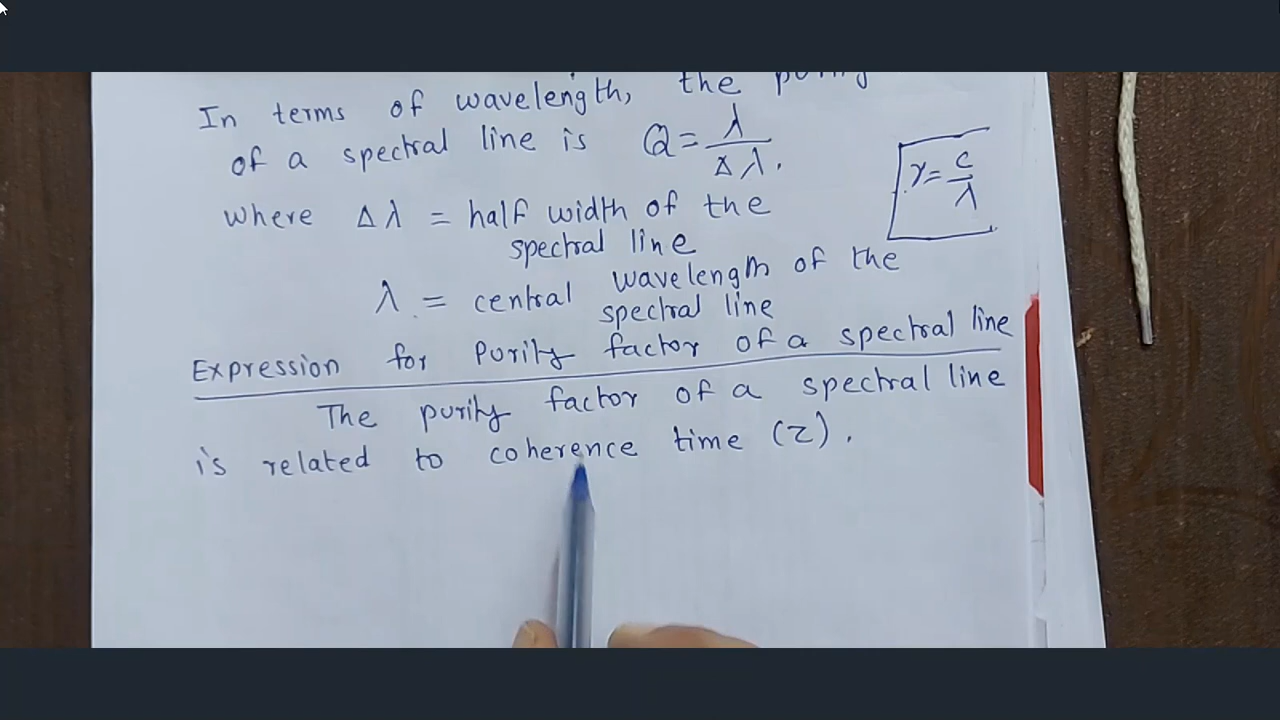 In terms of wavelength, the purity
of a spectral line is Q = λ/Δλ.
γ = c/λ
where Δλ = half width of the
spectral line
λ = central wavelength of the
spectral line
Expression for Purity factor of a spectral line
The purity factor of a spectral line
is related to coherence time (τ).